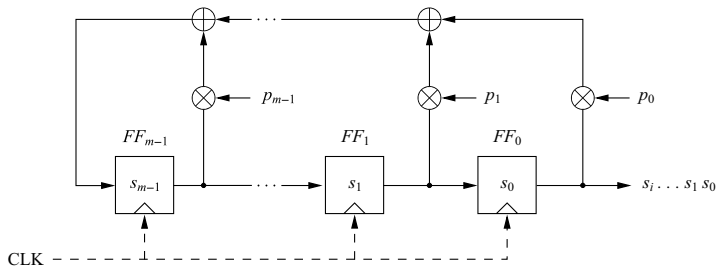 ...
p_{m-1} p_1 p_0
FF_{m-1} FF_1 FF_0
s_{m-1} ... s_1 s_0 s_i ... s_1 s_0
CLK